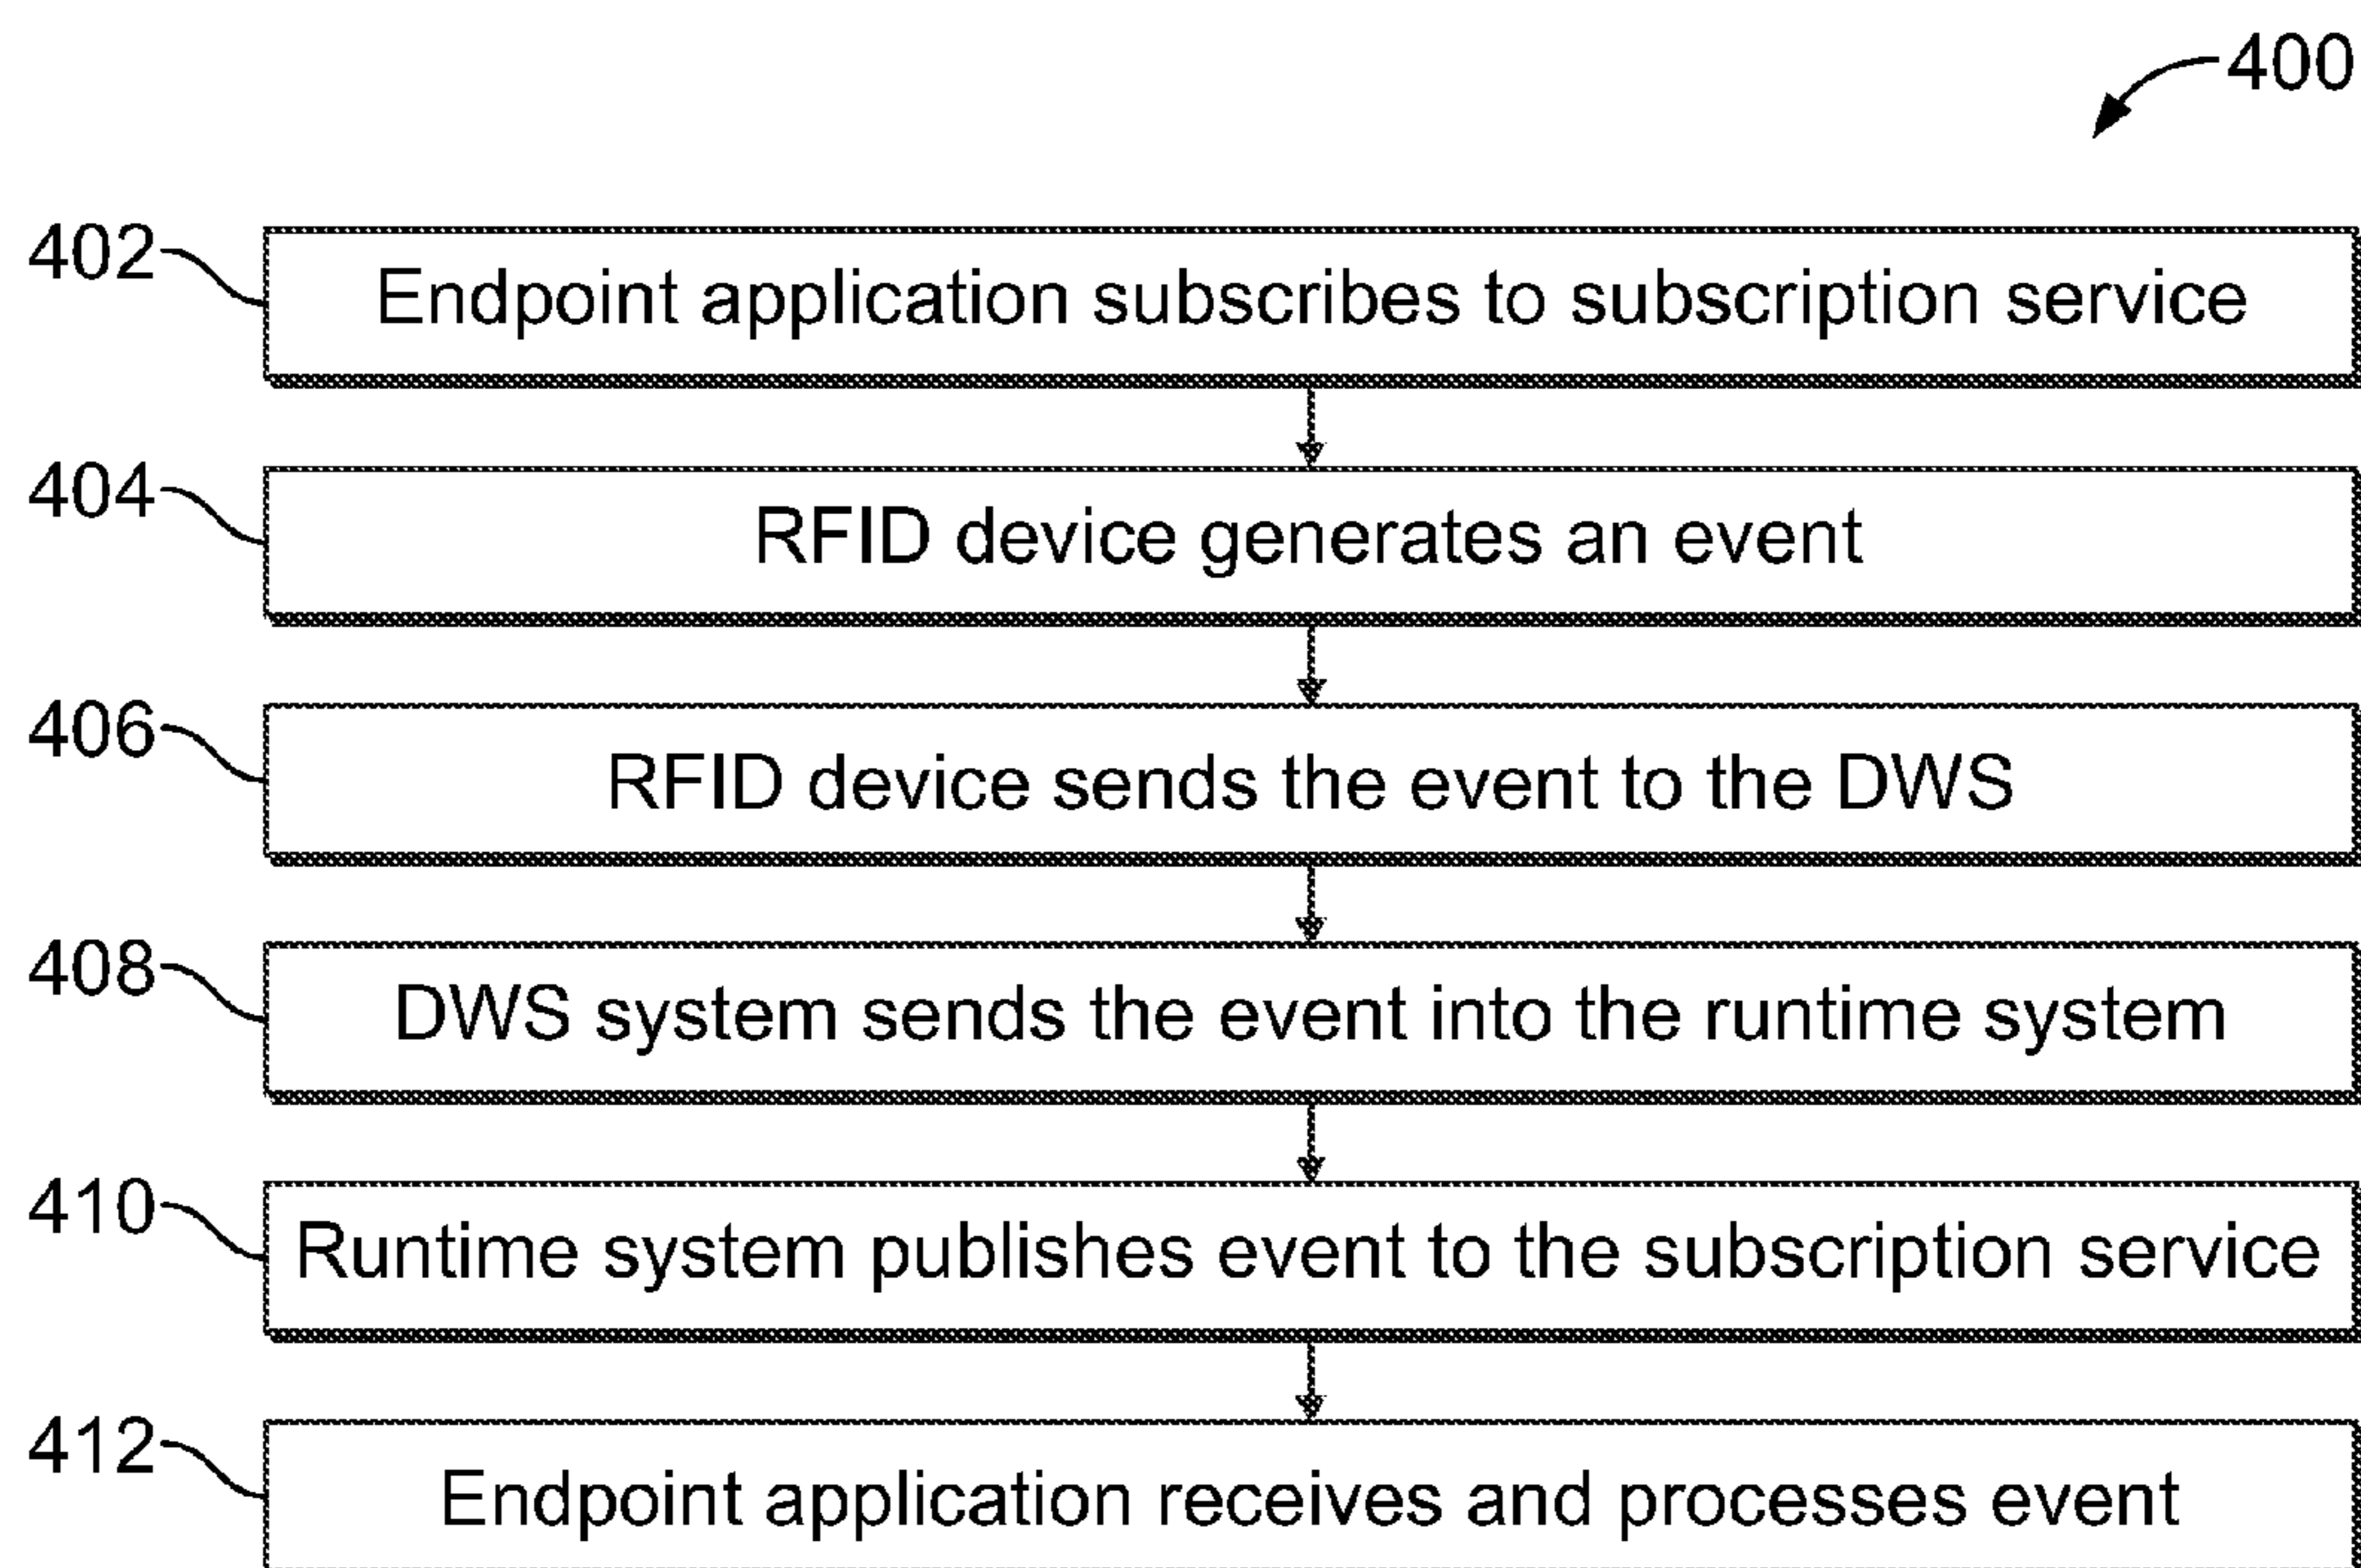 400
402 Endpoint application subscribes to subscription service
404 RFID device generates an event
406 RFID device sends the event to the DWS
408 DWS system sends the event into the runtime system
410 Runtime system publishes event to the subscription service
412 Endpoint application receives and processes event